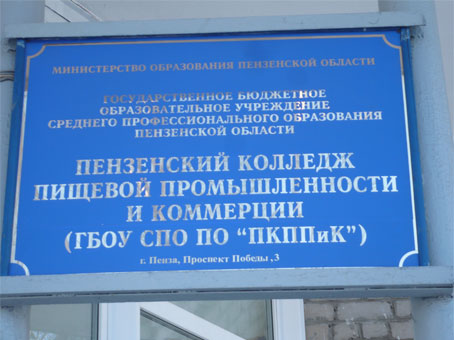 МИНИСТЕРСТВО ОБРАЗОВАНИЯ ПЕНЗЕНСКОЙ ОБЛАСТИ
ГОСУДАРСТВЕННОЕ БЮДЖЕТНОЕ
ОБРАЗОВАТЕЛЬНОЕ УЧРЕЖДЕНИЕ
СРЕДНЕГО ПРОФЕССИОНАЛЬНОГО ОБРАЗОВАНИЯ
ПЕНЗЕНСКОЙ ОБЛАСТИ
ПЕНЗЕНСКИЙ КОЛЛЕДЖ
ПИЩЕВОЙ ПРОМЫШЛЕННОСТИ
И КОММЕРЦИИ
(ГБОУ СПО ПО “ПКППиК”)
г. Пенза, Проспект Победы ,3